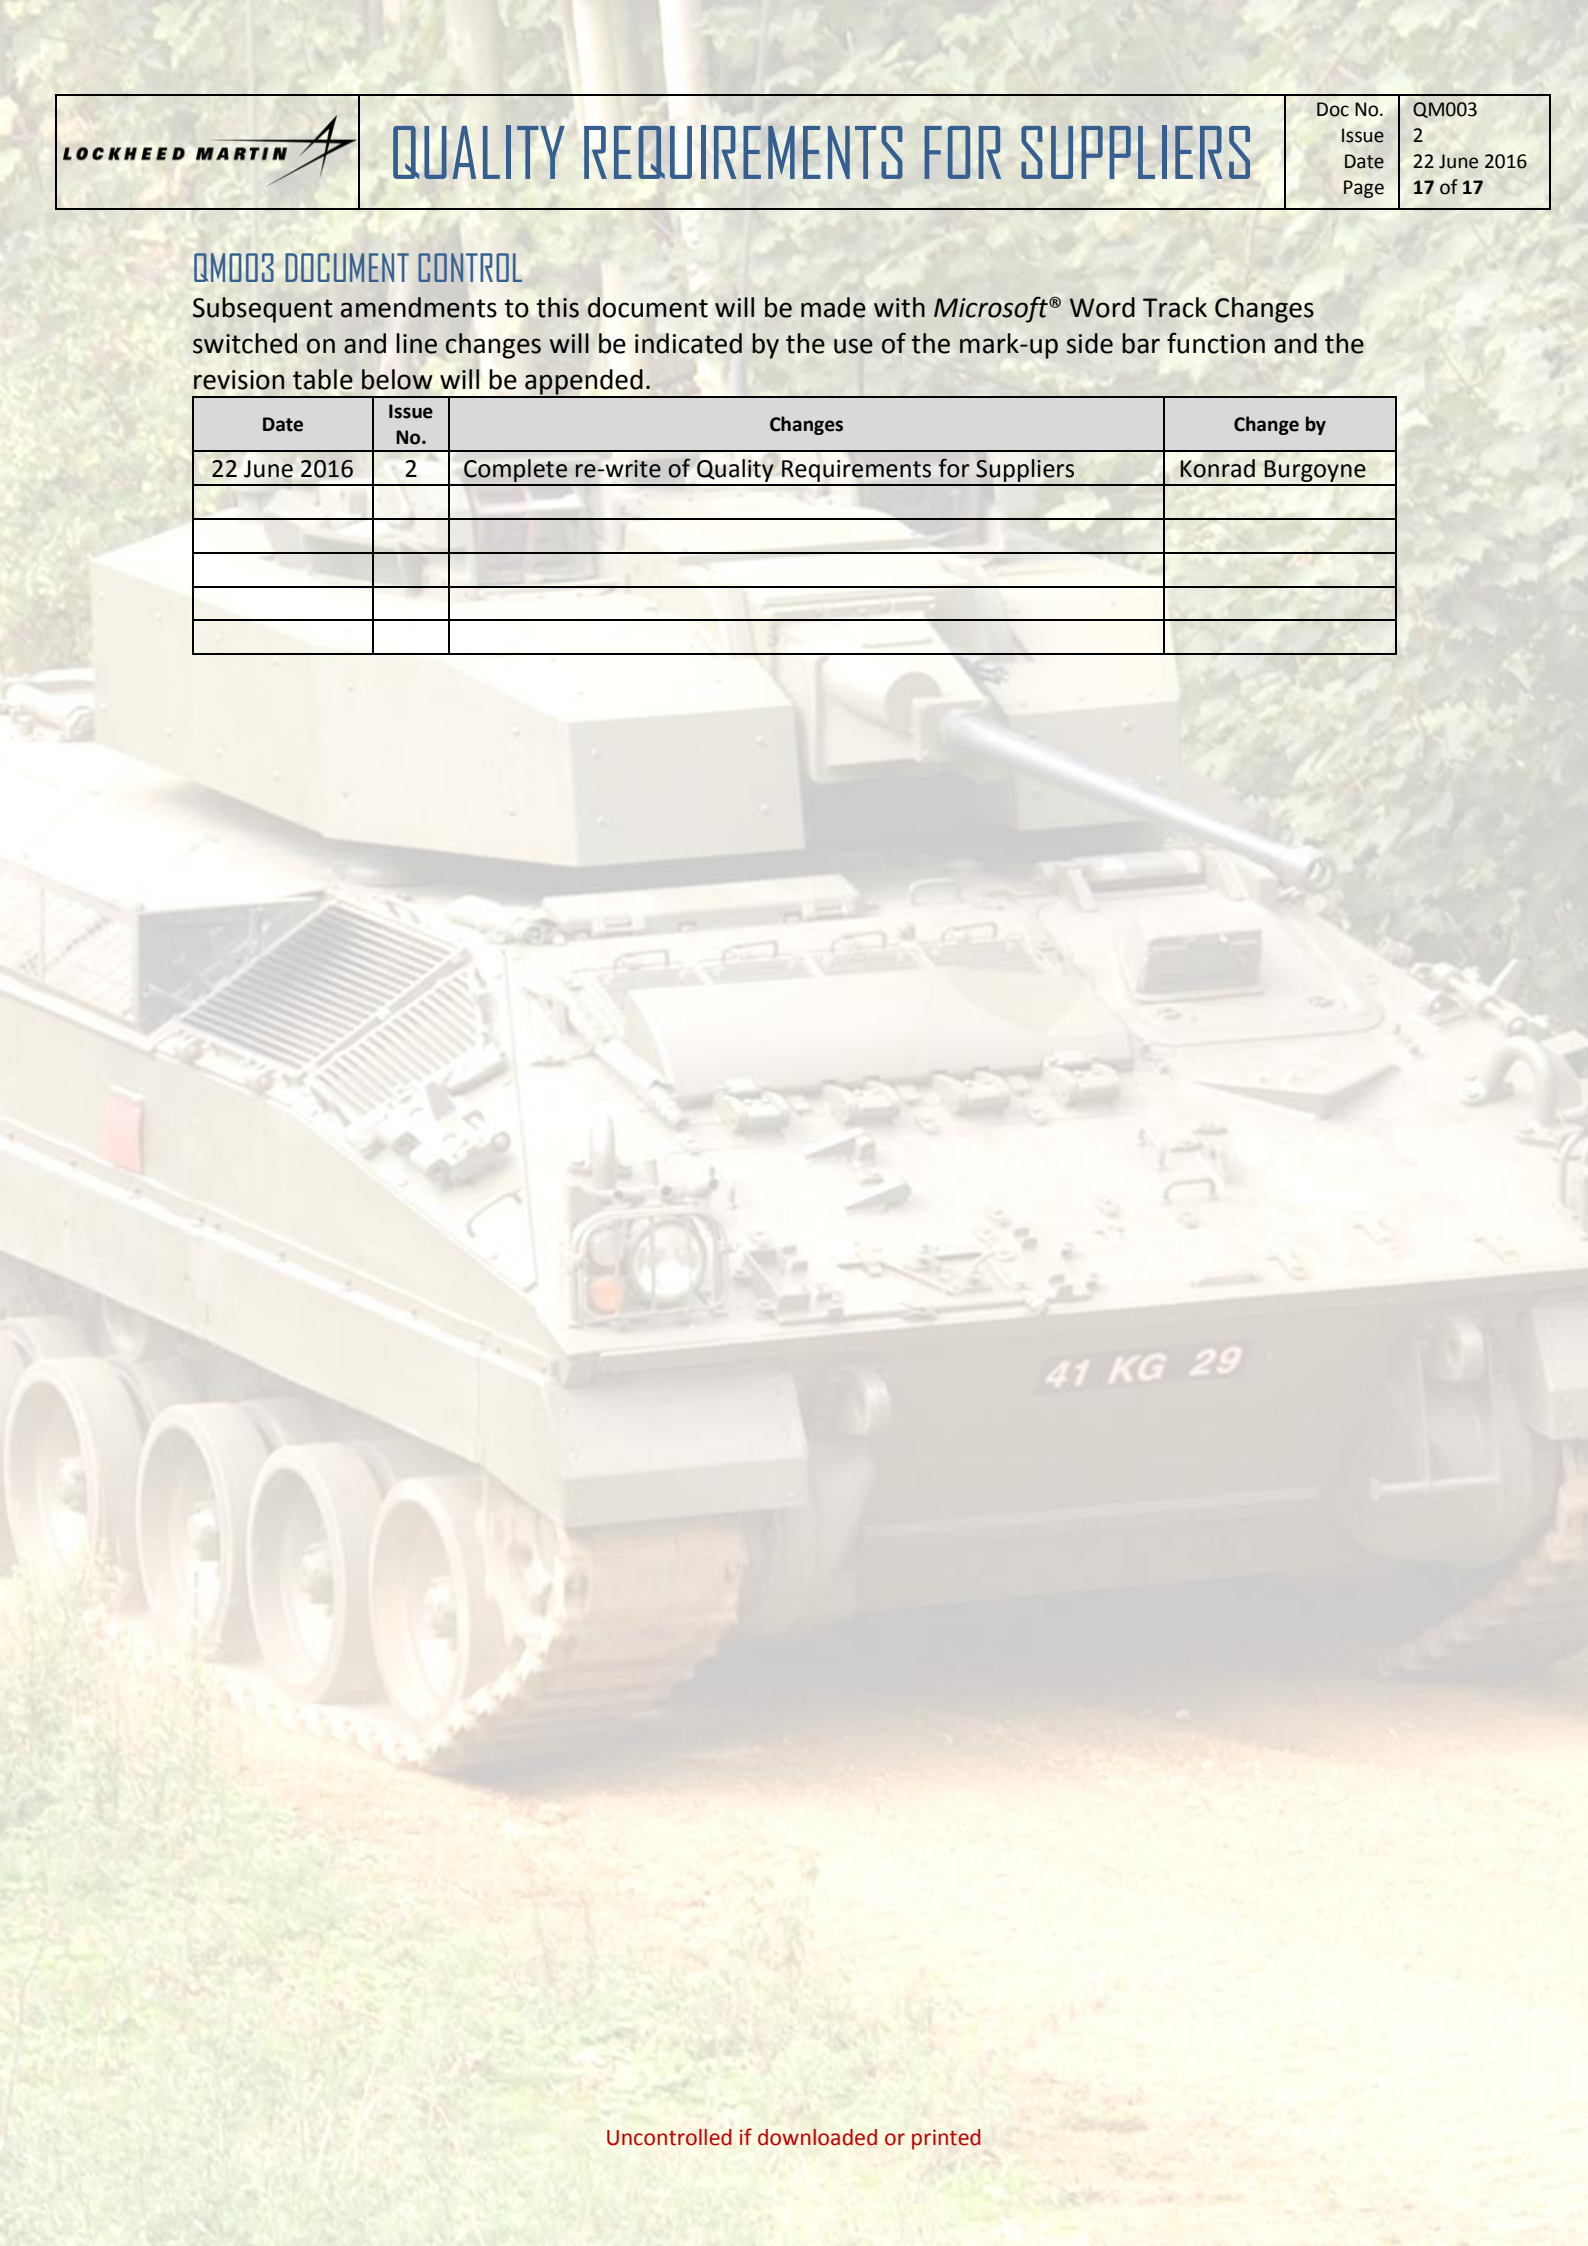 LOCKHEED MARTIN
QUALITY REQUIREMENTS FOR SUPPLIERS
Doc No. QM003
Issue 2
Date 22 June 2016
Page 17 of 17
QM003 DOCUMENT CONTROL
Subsequent amendments to this document will be made with Microsoft® Word Track Changes
switched on and line changes will be indicated by the use of the mark-up side bar function and the
revision table below will be appended.
Date Issue No. Changes Change by
22 June 2016 2 Complete re-write of Quality Requirements for Suppliers Konrad Burgoyne
41 KG 29
Uncontrolled if downloaded or printed